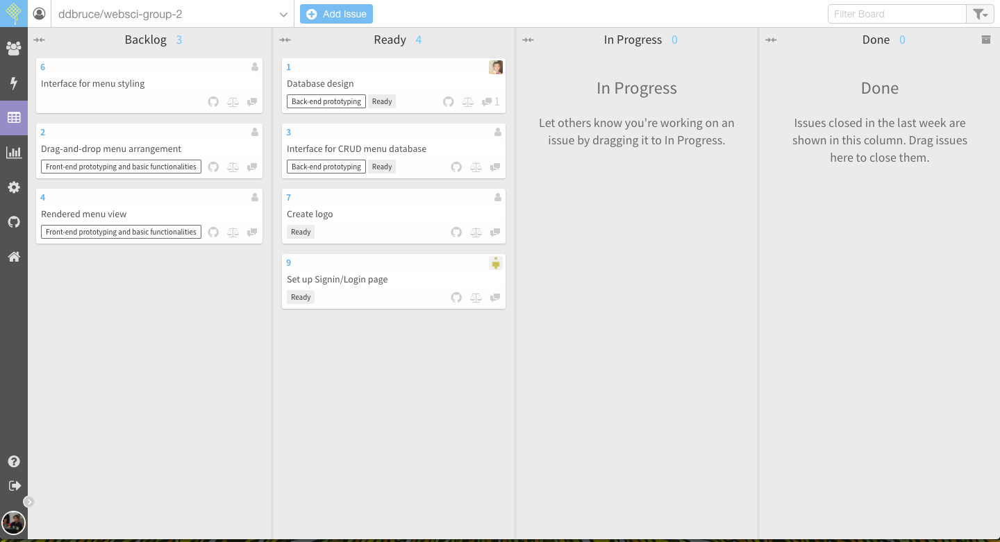 ddbruce/websci-group-2
Add Issue
Filter Board
Backlog 3
6
Interface for menu styling
2
Drag-and-drop menu arrangement
Front-end prototyping and basic functionalities
4
Rendered menu view
Front-end prototyping and basic functionalities
Ready 4
1
Database design
Back-end prototyping Ready 1
3
Interface for CRUD menu database
Back-end prototyping Ready
7
Create logo
Ready
9
Set up Signin/Login page
Ready
In Progress 0
In Progress
Let others know you're working on an
issue by dragging it to In Progress.
Done 0
Done
Issues closed in the last week are
shown in this column. Drag issues
here to close them.